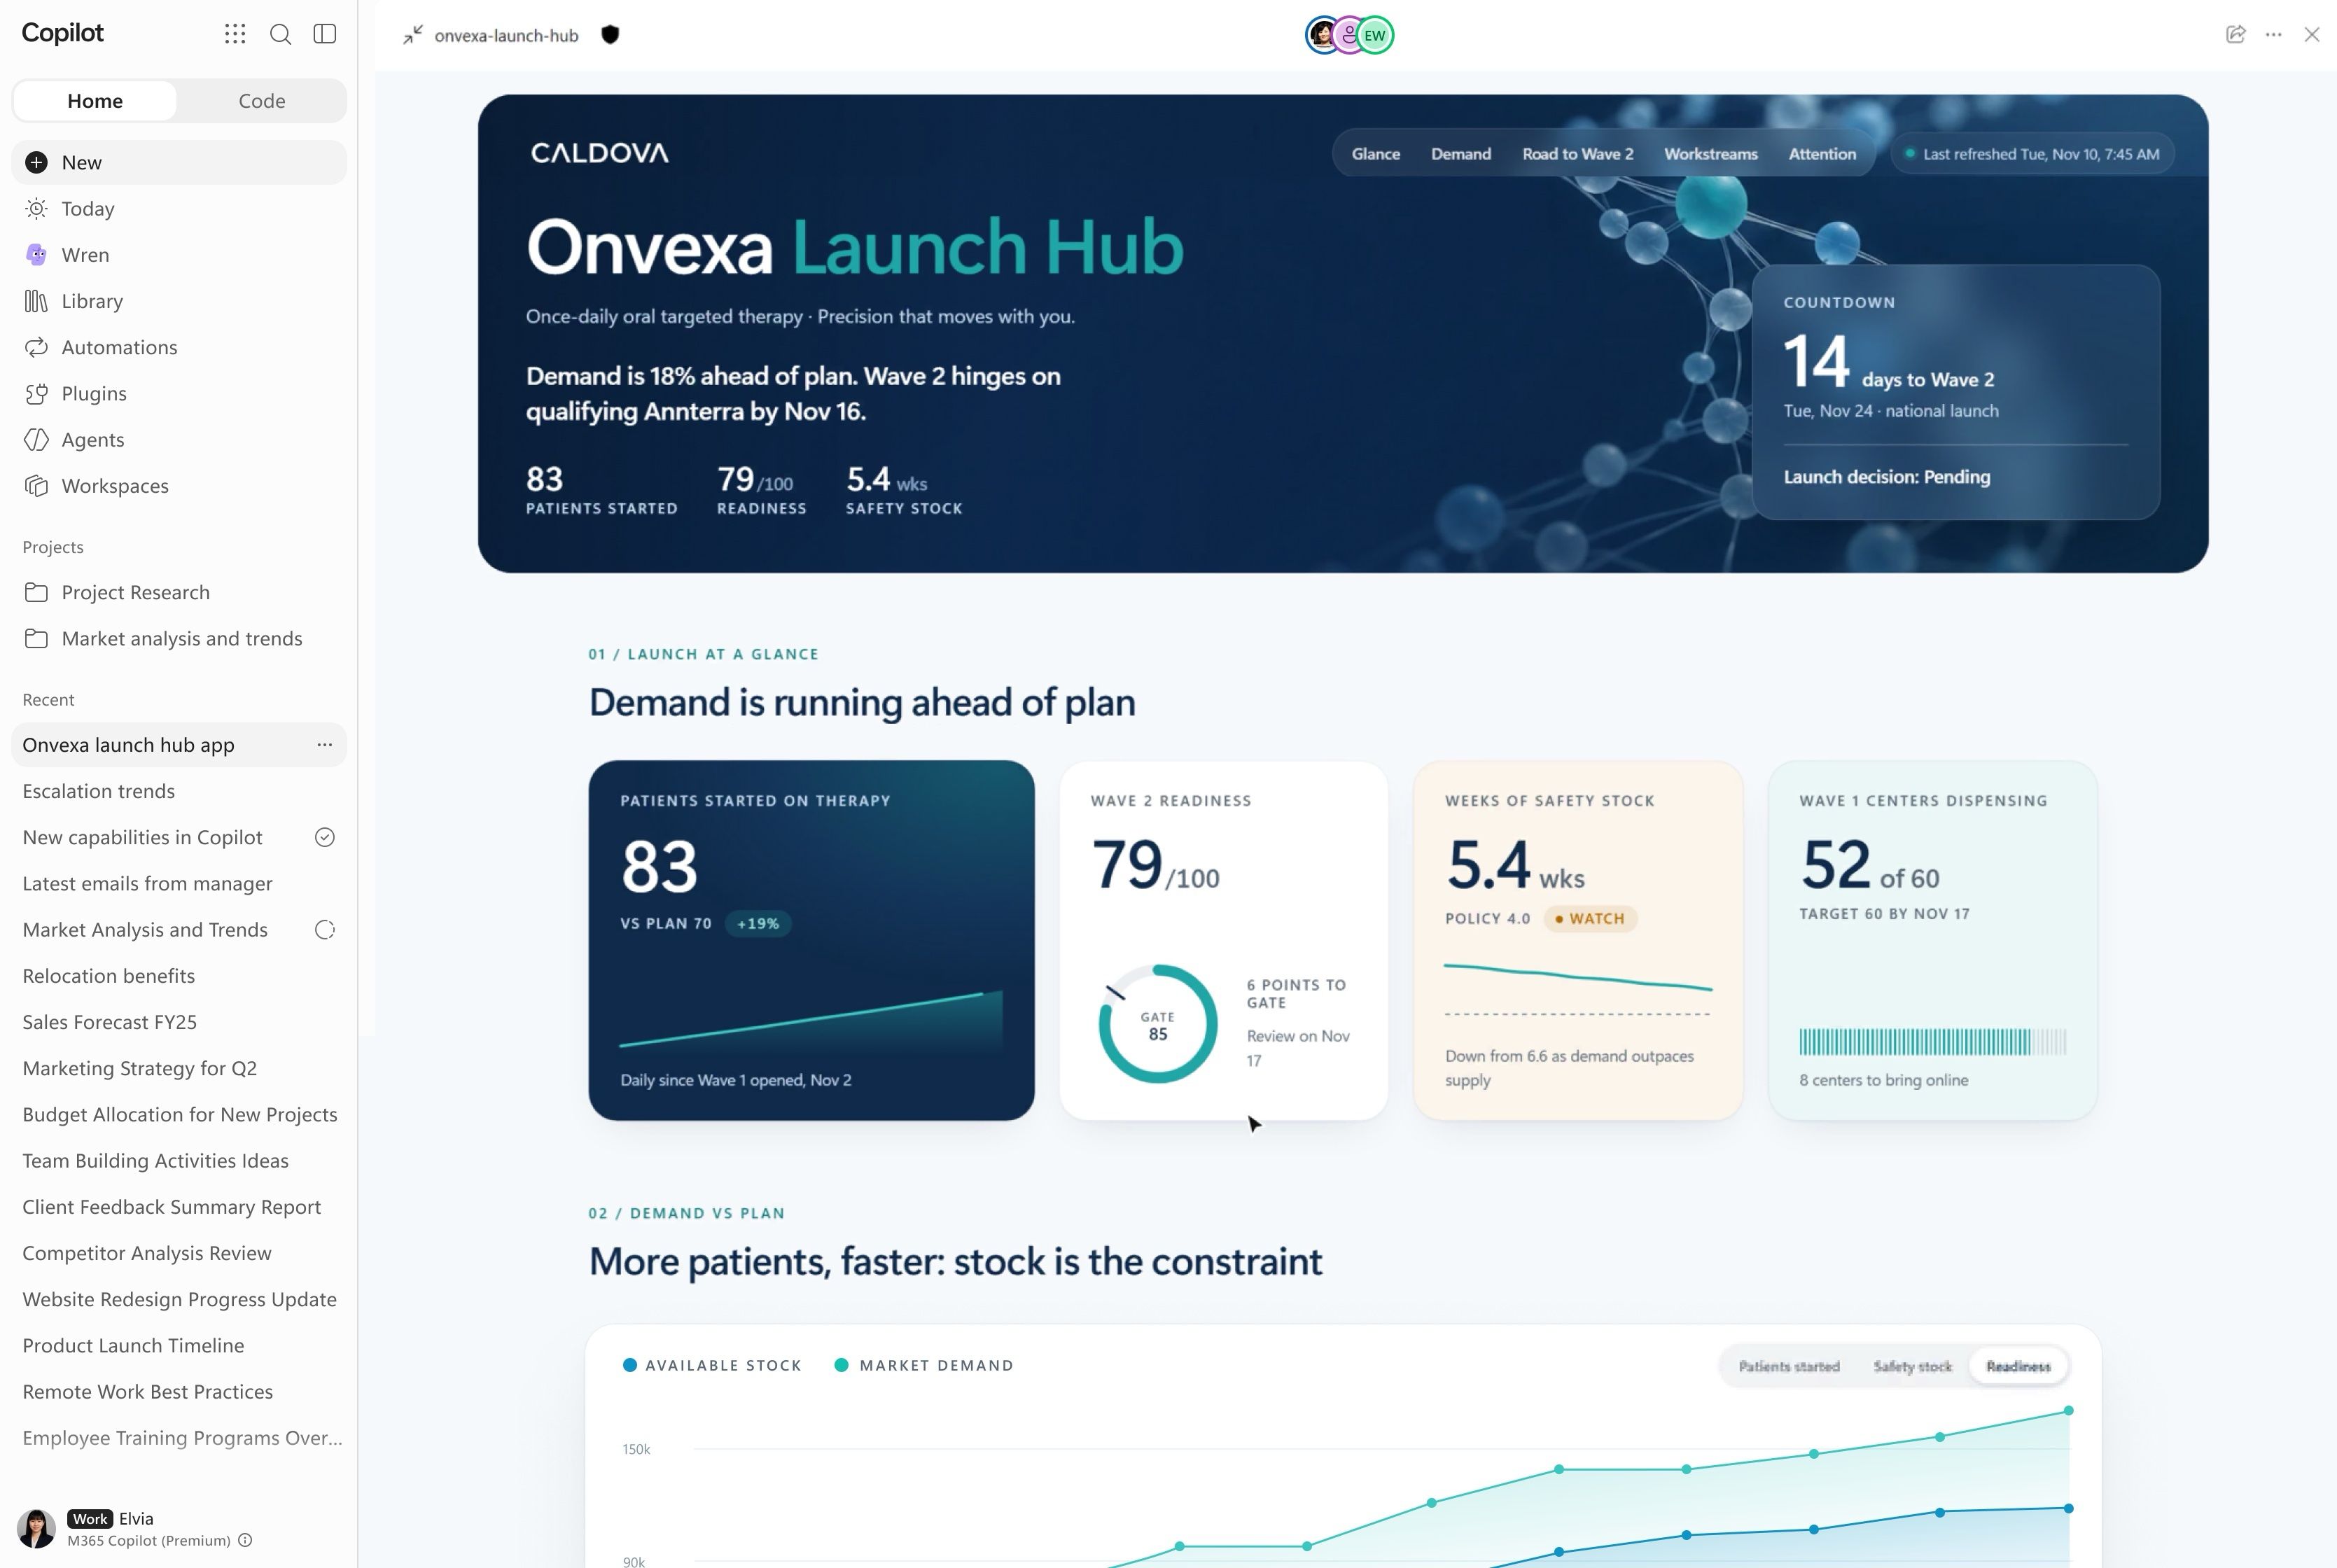 Copilot
Home
Code
New
Today
Wren
Library
Automations
Plugins
Agents
Workspaces
Projects
Project Research
Market analysis and trends
Recent
Onvexa launch hub app
Escalation trends
New capabilities in Copilot
Latest emails from manager
Market Analysis and Trends
Relocation benefits
Sales Forecast FY25
Marketing Strategy for Q2
Budget Allocation for New Projects
Team Building Activities Ideas
Client Feedback Summary Report
Competitor Analysis Review
Website Redesign Progress Update
Product Launch Timeline
Remote Work Best Practices
Employee Training Programs Over...
Work Elvia
M365 Copilot (Premium)
onvexa-launch-hub
EW
CALDOVA
Glance
Demand
Road to Wave 2
Workstreams
Attention
Last refreshed Tue, Nov 10, 7:45 AM
Onvexa Launch Hub
Once-daily oral targeted therapy · Precision that moves with you.
Demand is 18% ahead of plan. Wave 2 hinges on
qualifying Annterra by Nov 16.
83
PATIENTS STARTED
79/100
READINESS
5.4 wks
SAFETY STOCK
COUNTDOWN
14 days to Wave 2
Tue, Nov 24 · national launch
Launch decision: Pending
01 / LAUNCH AT A GLANCE
Demand is running ahead of plan
PATIENTS STARTED ON THERAPY
83
VS PLAN 70 +19%
Daily since Wave 1 opened, Nov 2
WAVE 2 READINESS
79/100
GATE
85
6 POINTS TO
GATE
Review on Nov
17
WEEKS OF SAFETY STOCK
5.4 wks
POLICY 4.0 • WATCH
Down from 6.6 as demand outpaces
supply
WAVE 1 CENTERS DISPENSING
52 of 60
TARGET 60 BY NOV 17
8 centers to bring online
02 / DEMAND VS PLAN
More patients, faster: stock is the constraint
AVAILABLE STOCK
MARKET DEMAND
Patients started
Safety stock
Readiness
150k
90k